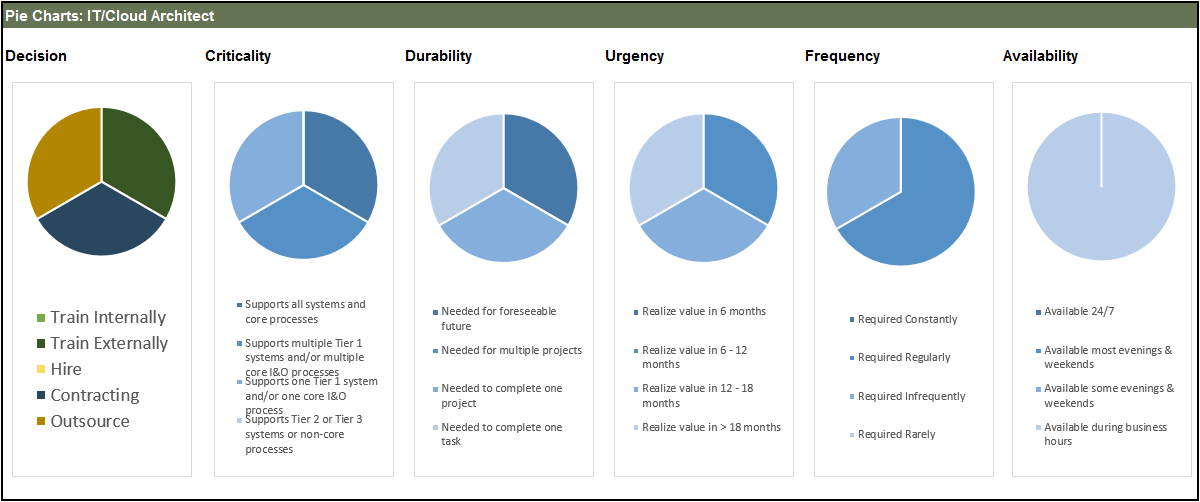 Pie Charts: IT/Cloud Architect
Decision
Criticality
Durability
Urgency
Frequency
Availability
Train Internally
Train Externally
Hire
Contracting
Outsource
Supports all systems and
core processes
Supports multiple Tier 1
systems and/or multiple
core I&O processes
Supports one Tier 1 system
and/or one core I&O
process
Supports Tier 2 or Tier 3
systems or non-core
processes
Needed for foreseeable
future
Needed for multiple projects
Needed to complete one
project
Needed to complete one
task
Realize value in 6 months
Realize value in 6 - 12
months
Realize value in 12 - 18
months
Realize value in > 18 months
Required Constantly
Required Regularly
Required Infrequently
Required Rarely
Available 24/7
Available most evenings &
weekends
Available some evenings &
weekends
Available during business
hours